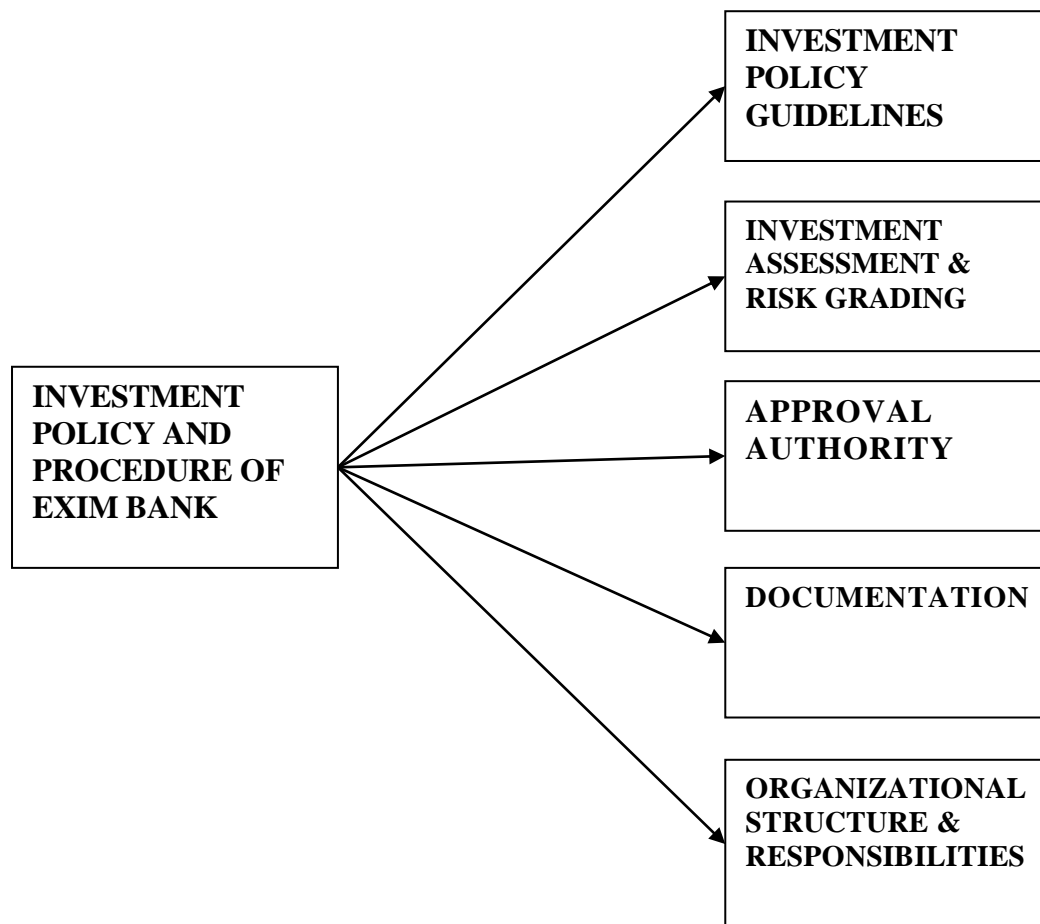 INVESTMENT
POLICY AND
PROCEDURE OF
EXIM BANK
INVESTMENT
POLICY
GUIDELINES
INVESTMENT
ASSESSMENT &
RISK GRADING
APPROVAL
AUTHORITY
DOCUMENTATION
ORGANIZATIONAL
STRUCTURE &
RESPONSIBILITIES